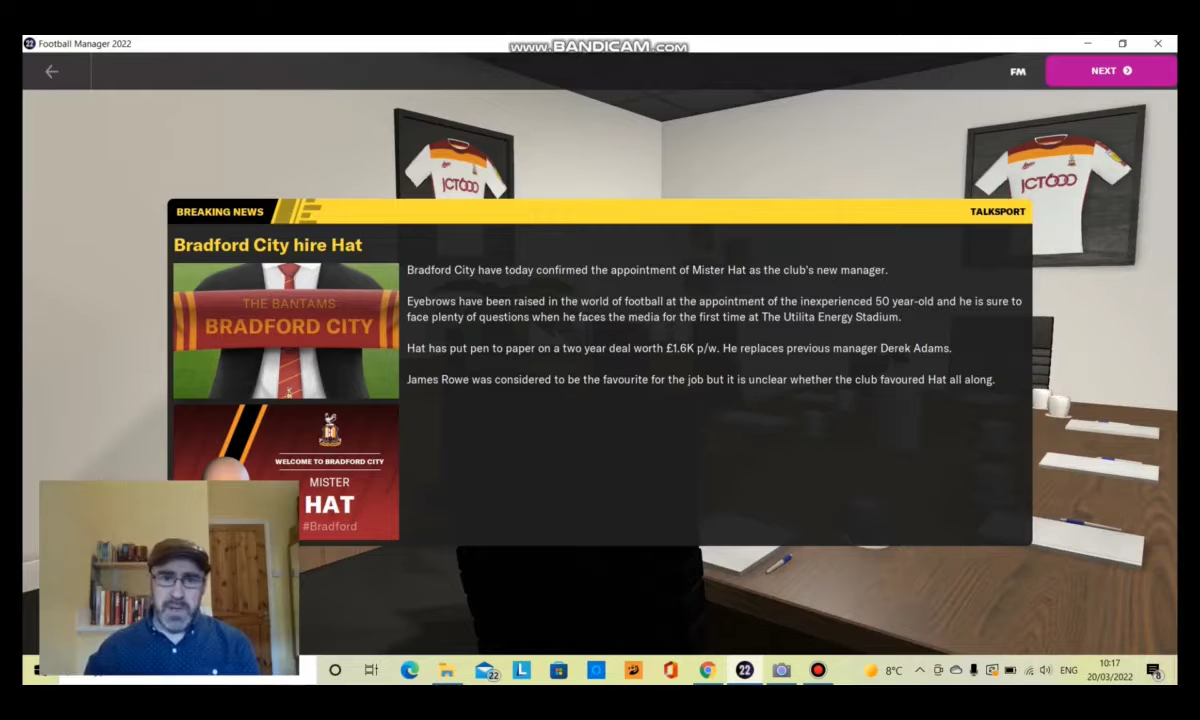 Football Manager 2022
www.BANDICAM.com
FM
NEXT
BREAKING NEWS
TALKSPORT
JCT600
JCT600
Bradford City hire Hat
THE BANTAMS
BRADFORD CITY
Bradford City have today confirmed the appointment of Mister Hat as the club's new manager.
Eyebrows have been raised in the world of football at the appointment of the inexperienced 50 year-old and he is sure to
face plenty of questions when he faces the media for the first time at The Utilita Energy Stadium.
Hat has put pen to paper on a two year deal worth £1.6K p/w. He replaces previous manager Derek Adams.
James Rowe was considered to be the favourite for the job but it is unclear whether the club favoured Hat all along.
WELCOME TO BRADFORD CITY
MISTER
HAT
#Bradford
22
L
22
8°C
ENG
10:17
20/03/2022
8